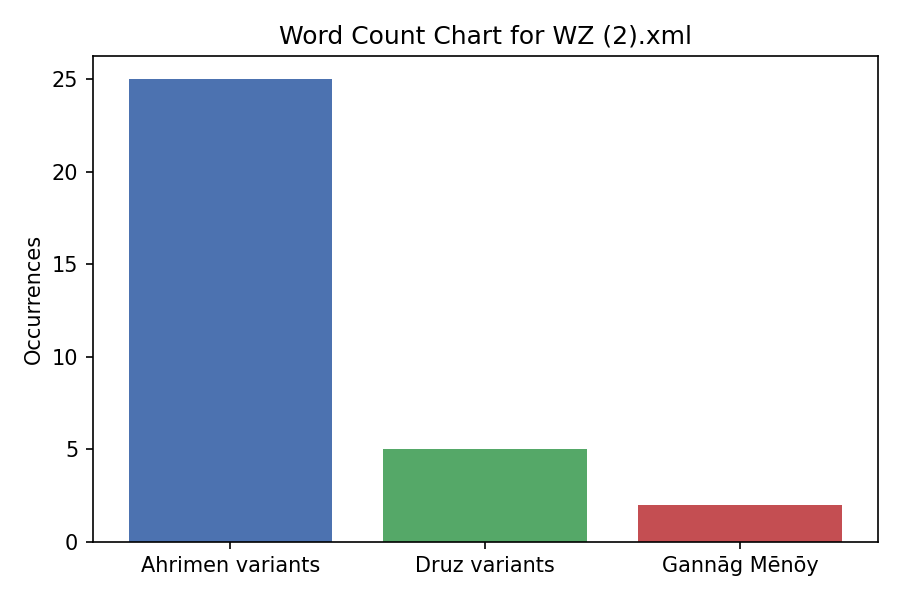 Word Count Chart for WZ (2).xml
25
20
15
10
5
0
Occurrences
Ahrimen variants
Druz variants
Gannāg Mēnōy